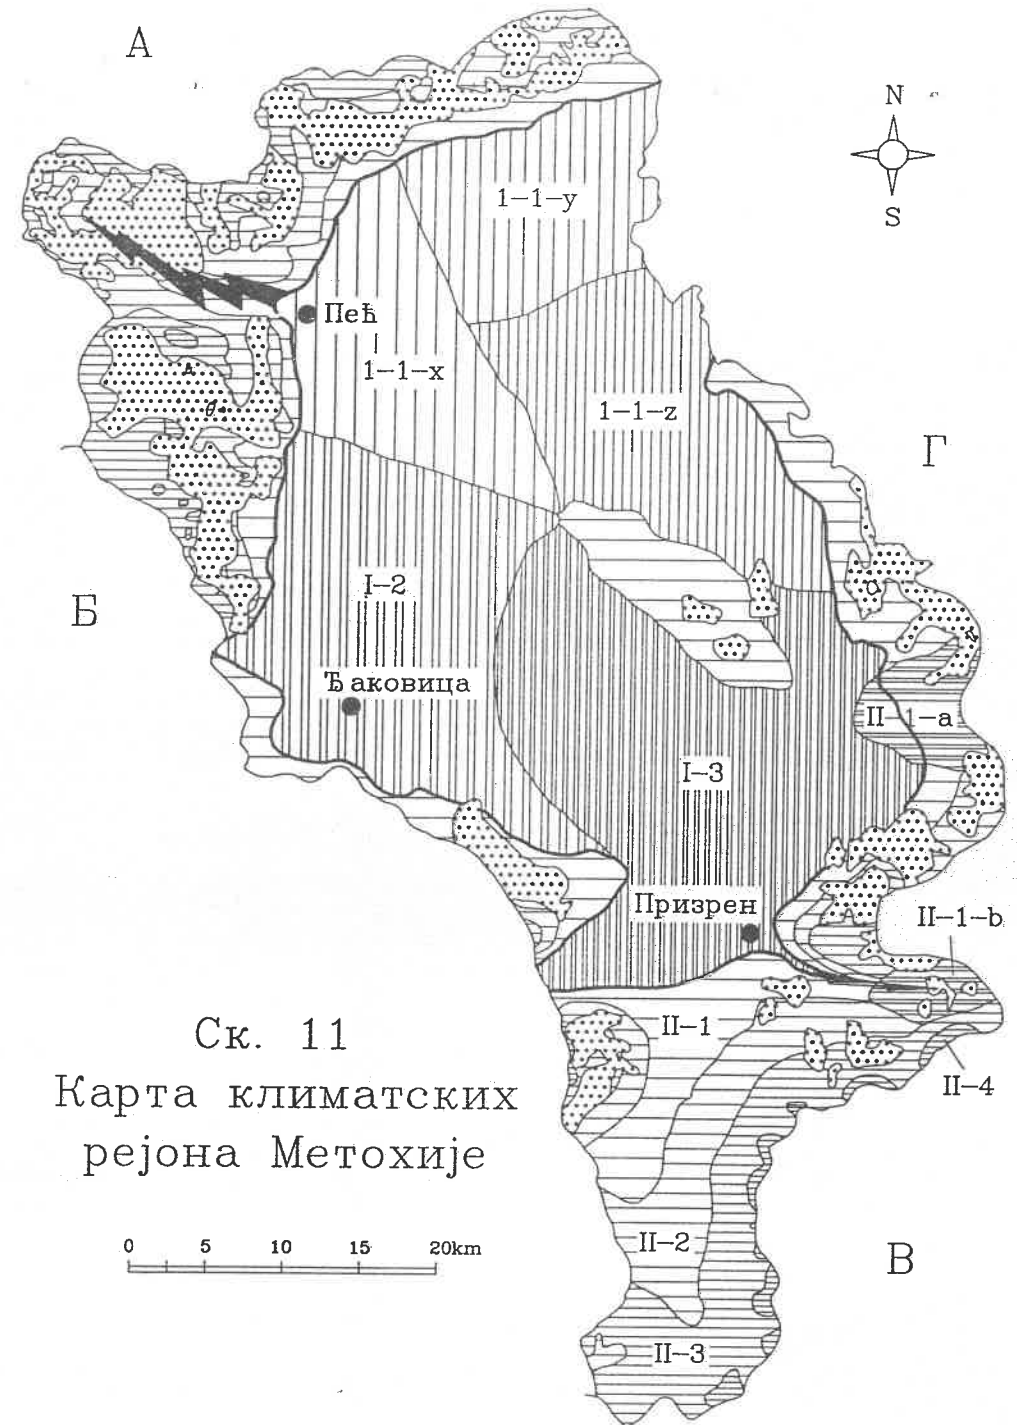 А
N
S
1-1-y
Пећ
1-1-x
1-1-z
Г
I-2
Б
Ђаковица
II-1-a
I-3
Призрен
II-1-b
Ск. 11
II-1
Карта климатских
II-4
рејона Метохије
II-2
0 5 10 15 20km
В
II-3